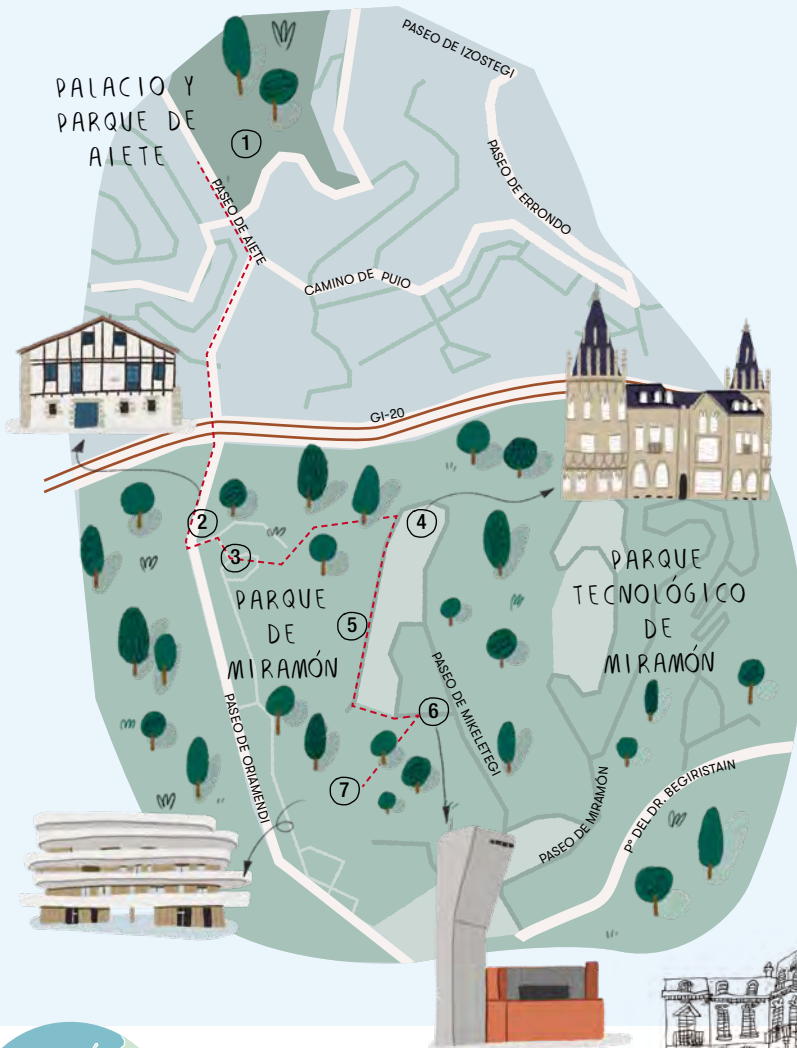 PASEO DE IZOSTEGI
PALACIO Y
PARQUE DE
AIETE
1
PASEO DE ERRONDO
PASEO DE AIETE
CAMINO DE PUIO
GI-20
2
4
3
PARQUE
TECNOLÓGICO
DE
MIRAMÓN
PARQUE
DE
MIRAMÓN
5
PASEO DE MIKELETEGI
6
PASEO DE ORIAMENDI
7
PASEO DE MIRAMÓN
Pº DEL DR. BEGIRISTAIN